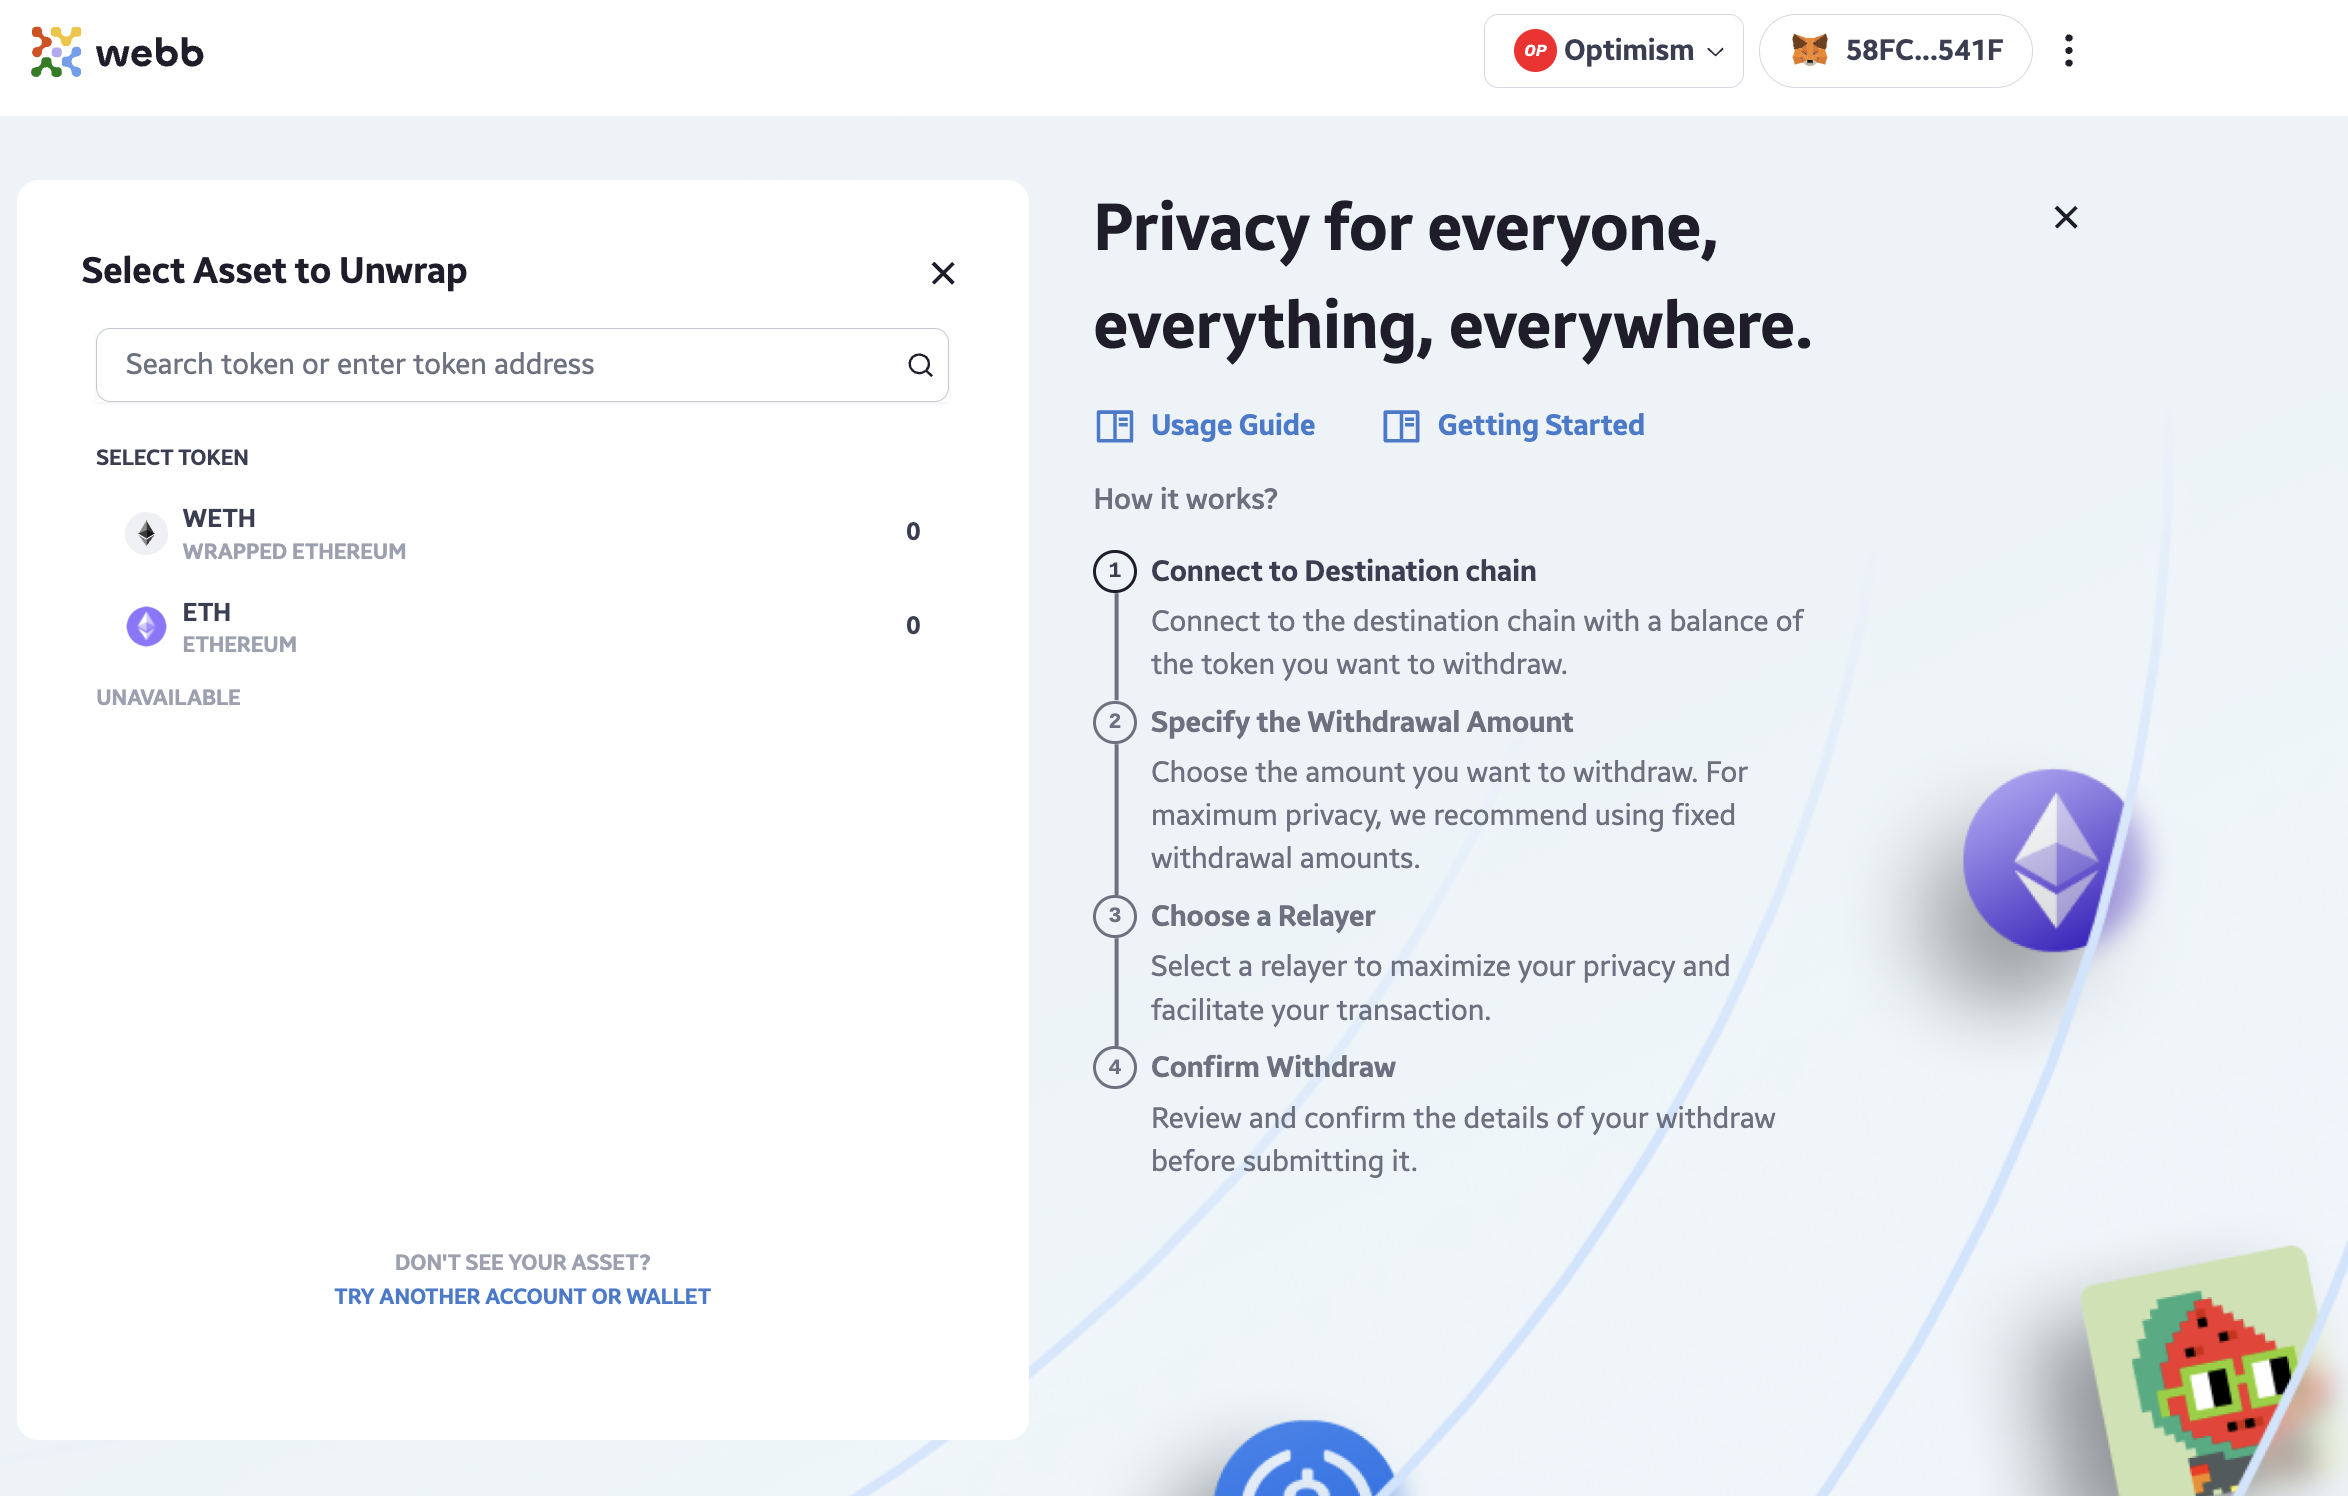 webb
OP Optimism
58FC...541F
Select Asset to Unwrap
Search token or enter token address
SELECT TOKEN
WETH
WRAPPED ETHEREUM
0
ETH
ETHEREUM
0
UNAVAILABLE
DON'T SEE YOUR ASSET?
TRY ANOTHER ACCOUNT OR WALLET
Privacy for everyone,
everything, everywhere.
Usage Guide
Getting Started
How it works?
1 Connect to Destination chain
Connect to the destination chain with a balance of
the token you want to withdraw.
2 Specify the Withdrawal Amount
Choose the amount you want to withdraw. For
maximum privacy, we recommend using fixed
withdrawal amounts.
3 Choose a Relayer
Select a relayer to maximize your privacy and
facilitate your transaction.
4 Confirm Withdraw
Review and confirm the details of your withdraw
before submitting it.